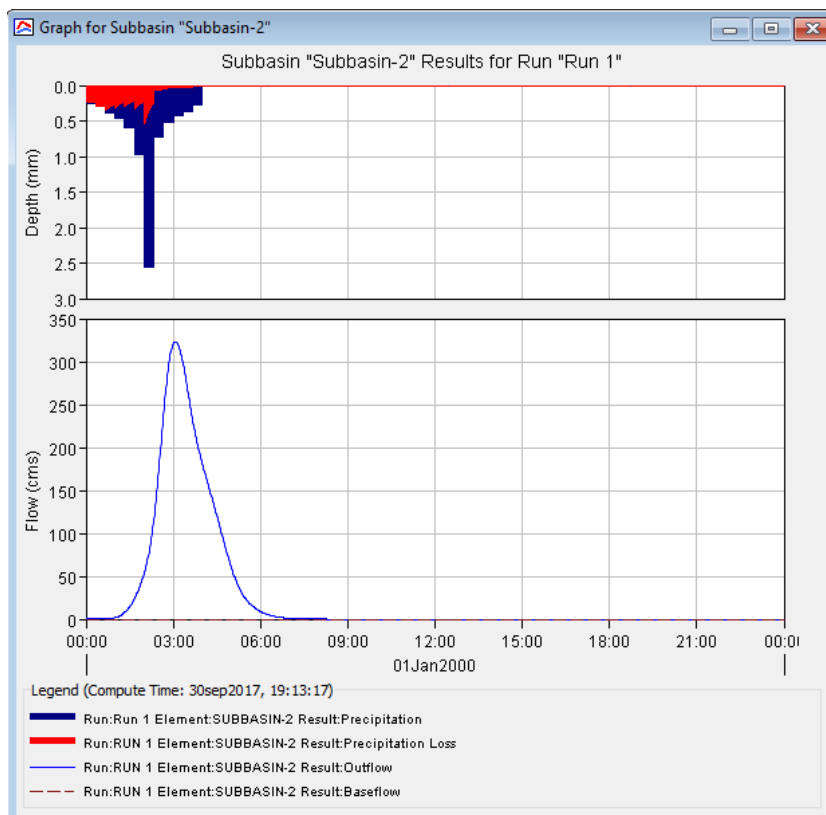 Graph for Subbasin "Subbasin-2"
Subbasin "Subbasin-2" Results for Run "Run 1"
0.0
0.5
1.0
1.5
2.0
2.5
3.0
Depth (mm)
350
300
250
200
150
100
50
0
Flow (cms)
00:00 03:00 06:00 09:00 12:00 15:00 18:00 21:00 00:0
01Jan2000
Legend (Compute Time: 30sep2017, 19:13:17)
Run:Run 1 Element:SUBBASIN-2 Result:Precipitation
Run:RUN 1 Element:SUBBASIN-2 Result:Precipitation Loss
Run:RUN 1 Element:SUBBASIN-2 Result:Outflow
Run:RUN 1 Element:SUBBASIN-2 Result:Baseflow